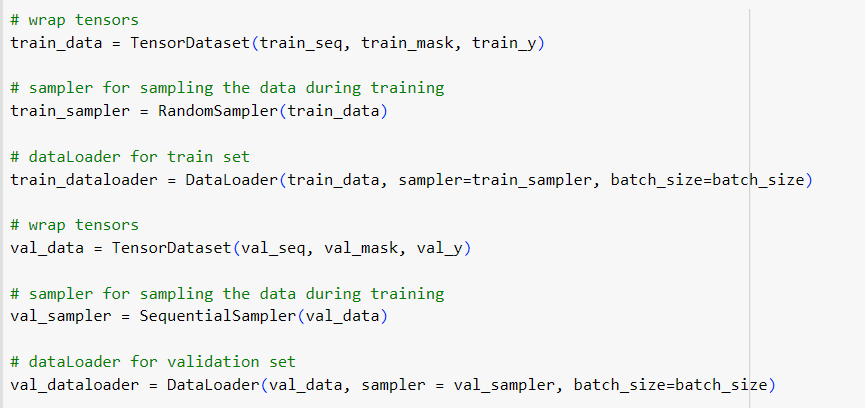 # wrap tensors
train_data = TensorDataset(train_seq, train_mask, train_y)
# sampler for sampling the data during training
train_sampler = RandomSampler(train_data)
# dataLoader for train set
train_dataloader = DataLoader(train_data, sampler=train_sampler, batch_size=batch_size)
# wrap tensors
val_data = TensorDataset(val_seq, val_mask, val_y)
# sampler for sampling the data during training
val_sampler = SequentialSampler(val_data)
# dataLoader for validation set
val_dataloader = DataLoader(val_data, sampler = val_sampler, batch_size=batch_size)